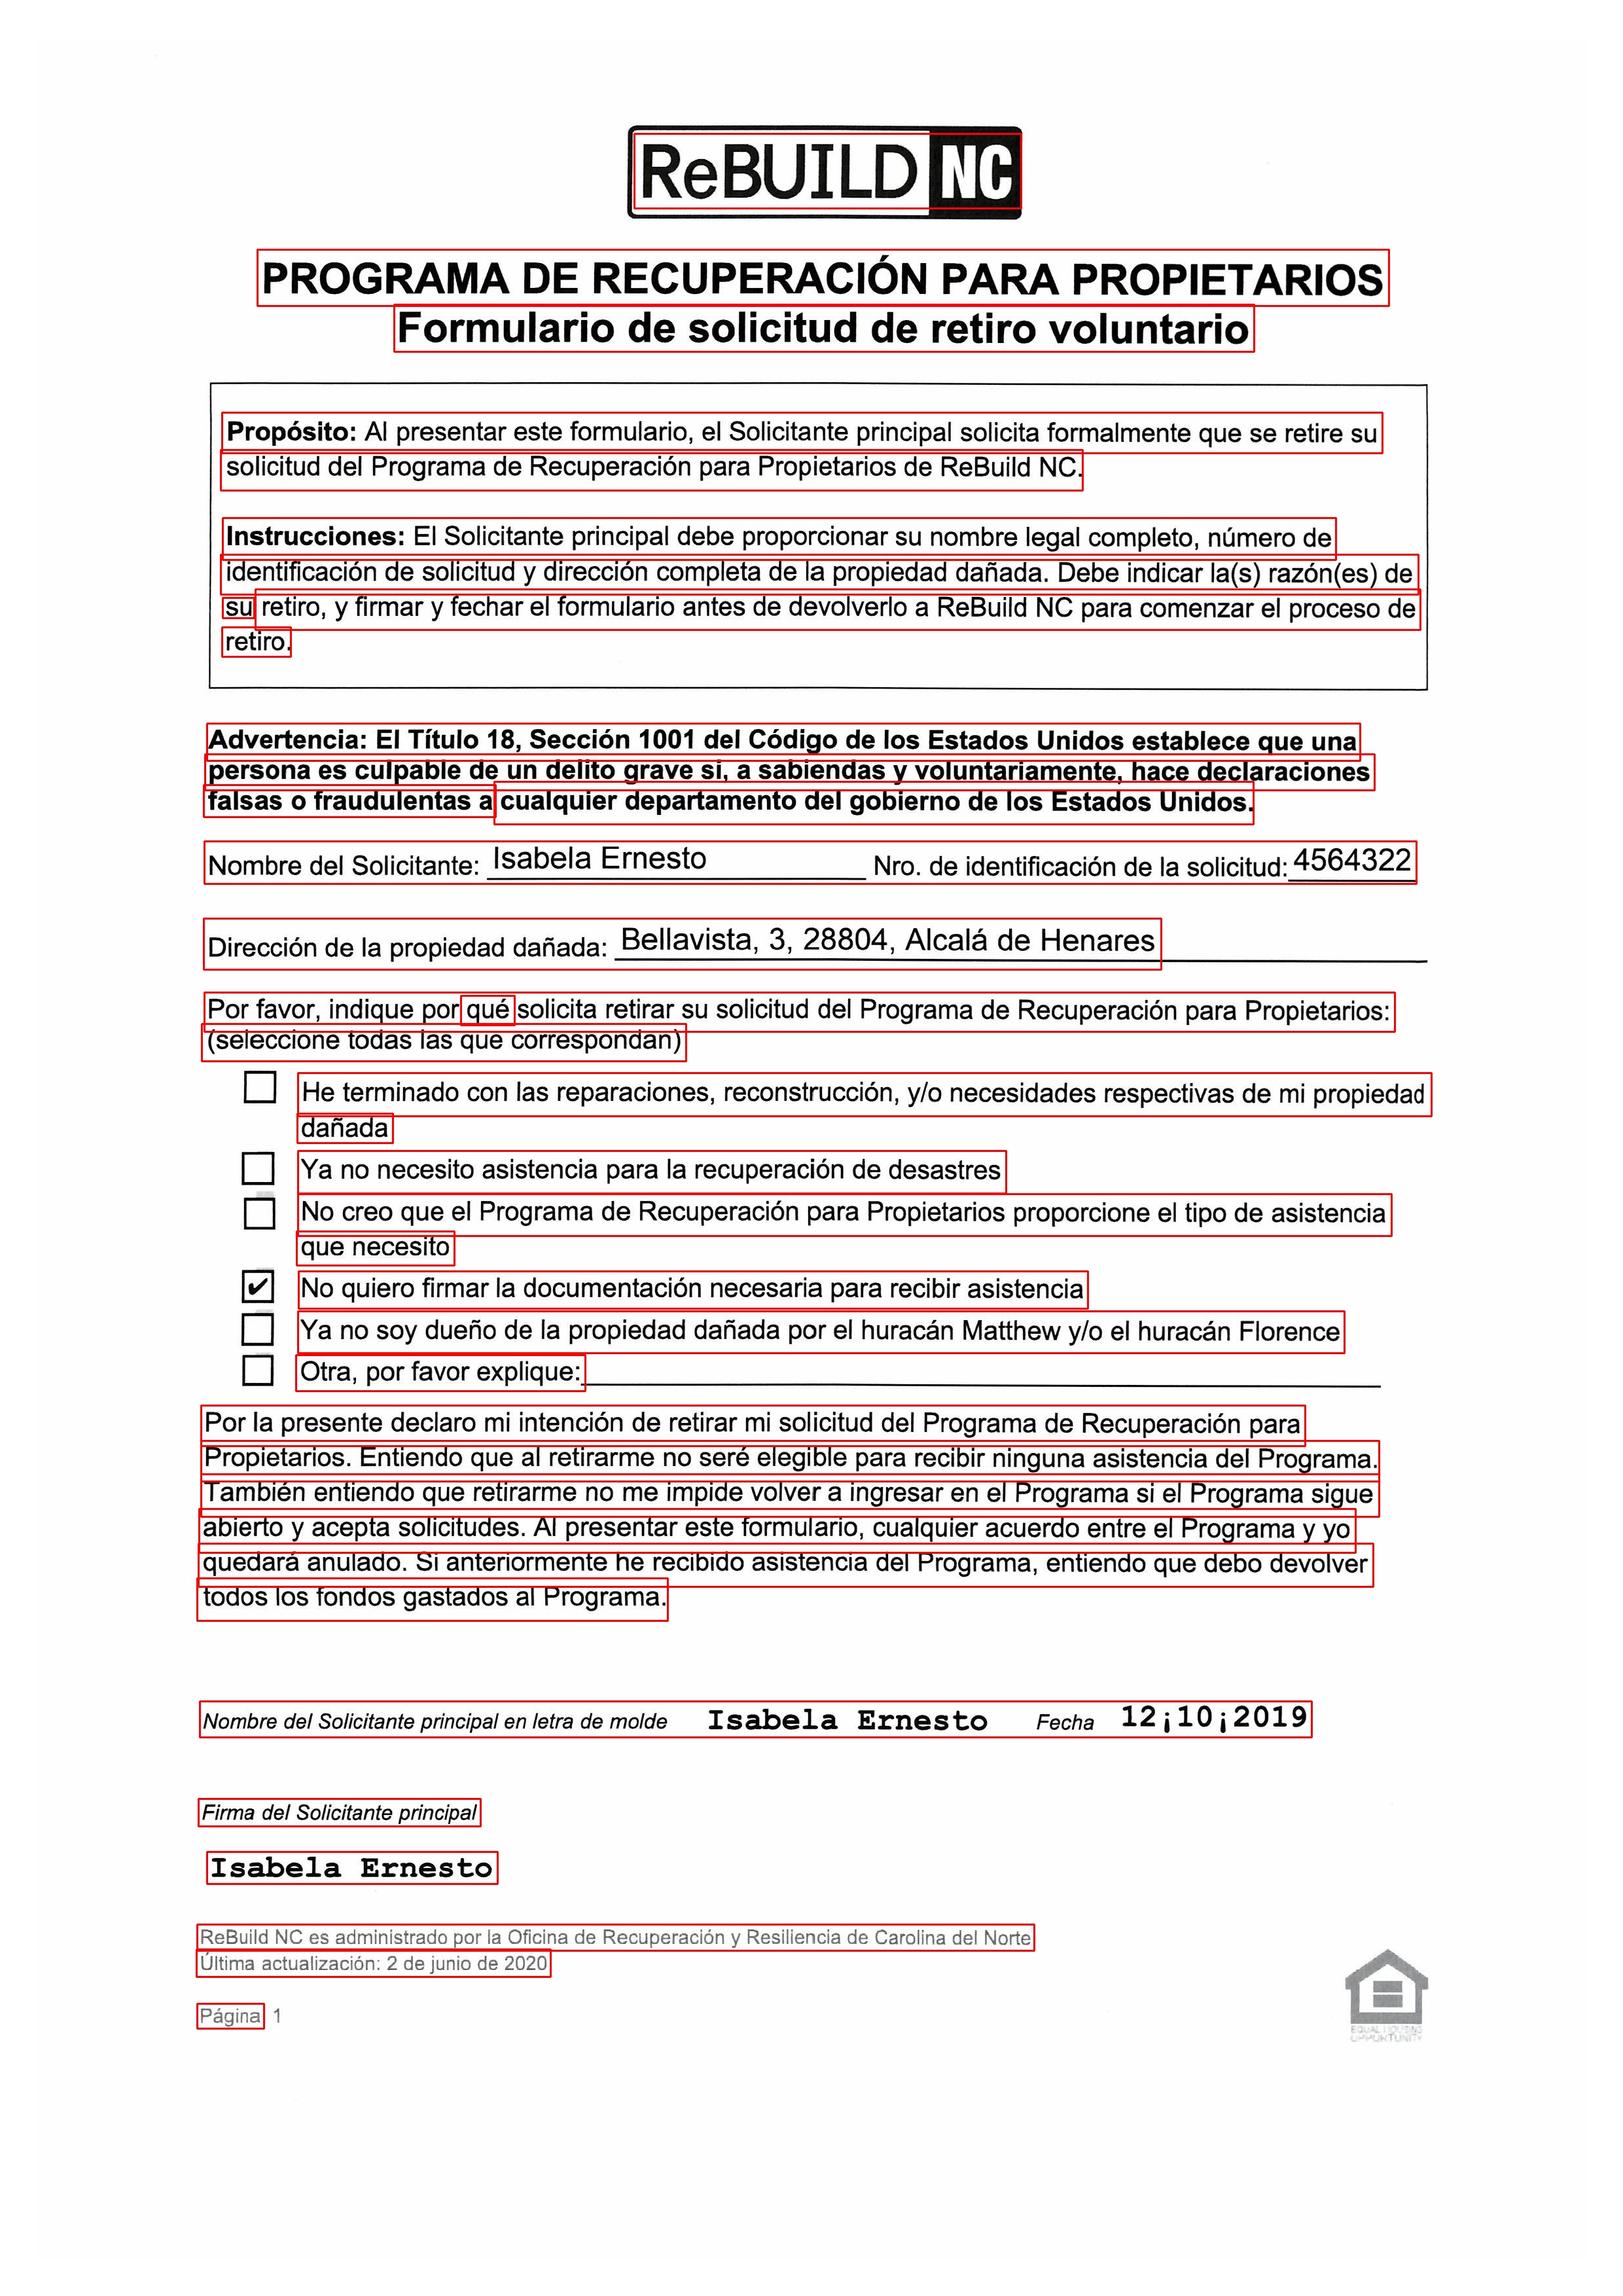 ReBUILD NC
PROGRAMA DE RECUPERACIÓN PARA PROPIETARIOS
Formulario de solicitud de retiro voluntario
Propósito: Al presentar este formulario, el Solicitante principal solicita formalmente que se retire su
solicitud del Programa de Recuperación para Propietarios de ReBuild NC.
Instrucciones: El Solicitante principal debe proporcionar su nombre legal completo, número de
identificación de solicitud y dirección completa de la propiedad dañada. Debe indicar la(s) razón(es) de
su retiro, y firmar y fechar el formulario antes de devolverlo a ReBuild NC para comenzar el proceso de
retiro.
Advertencia: El Título 18, Sección 1001 del Código de los Estados Unidos establece que una
persona es culpable de un delito grave si, a sabiendas y voluntariamente, hace declaraciones
falsas o fraudulentas a cualquier departamento del gobierno de los Estados Unidos.
Nombre del Solicitante: Isabela Ernesto Nro. de identificación de la solicitud: 4564322
Dirección de la propiedad dañada: Bellavista, 3, 28804, Alcalá de Henares
Por favor, indique por qué solicita retirar su solicitud del Programa de Recuperación para Propietarios:
(seleccione todas las que correspondan)
He terminado con las reparaciones, reconstrucción, y/o necesidades respectivas de mi propiedad
dañada
Ya no necesito asistencia para la recuperación de desastres
No creo que el Programa de Recuperación para Propietarios proporcione el tipo de asistencia
que necesito
✔ No quiero firmar la documentación necesaria para recibir asistencia
Ya no soy dueño de la propiedad dañada por el huracán Matthew y/o el huracán Florence
Otra, por favor explique:
Por la presente declaro mi intención de retirar mi solicitud del Programa de Recuperación para
Propietarios. Entiendo que al retirarme no seré elegible para recibir ninguna asistencia del Programa.
También entiendo que retirarme no me impide volver a ingresar en el Programa si el Programa sigue
abierto y acepta solicitudes. Al presentar este formulario, cualquier acuerdo entre el Programa y yo
quedará anulado. Si anteriormente he recibido asistencia del Programa, entiendo que debo devolver
todos los fondos gastados al Programa.
Nombre del Solicitante principal en letra de molde Isabela Ernesto Fecha 12¡10¡2019
Firma del Solicitante principal
Isabela Ernesto
ReBuild NC es administrado por la Oficina de Recuperación y Resiliencia de Carolina del Norte
Última actualización: 2 de junio de 2020
Página 1
EQUAL HOUSING
OPPORTUNITY